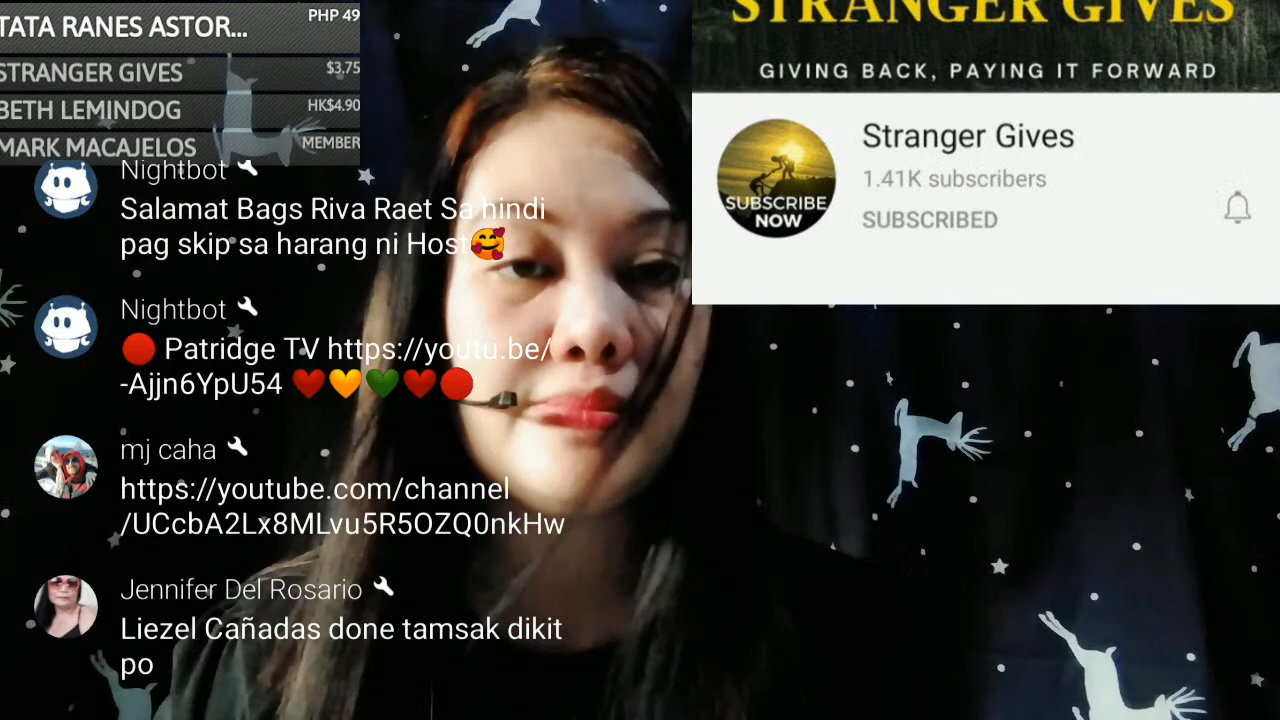 TATA RANES ASTOR...
PHP 49
STRANGER GIVES
$3.75
BETH LEMINDOG
HK$4.90
MARK MACAJELOS
MEMBER
Nightbot
Salamat Bags Riva Raet Sa hindi
pag skip sa harang ni Host🥰
Nightbot
🔴 Patridge TV https://youtu.be/
-Ajjn6YpU54 ❤️🧡💚❤️🔴
mj caha
https://youtube.com/channel
/UCcbA2Lx8MLvu5R5OZQ0nkHw
Jennifer Del Rosario
Liezel Cañadas done tamsak dikit
po
STRANGER GIVES
GIVING BACK, PAYING IT FORWARD
SUBSCRIBE
NOW
Stranger Gives
1.41K subscribers
SUBSCRIBED